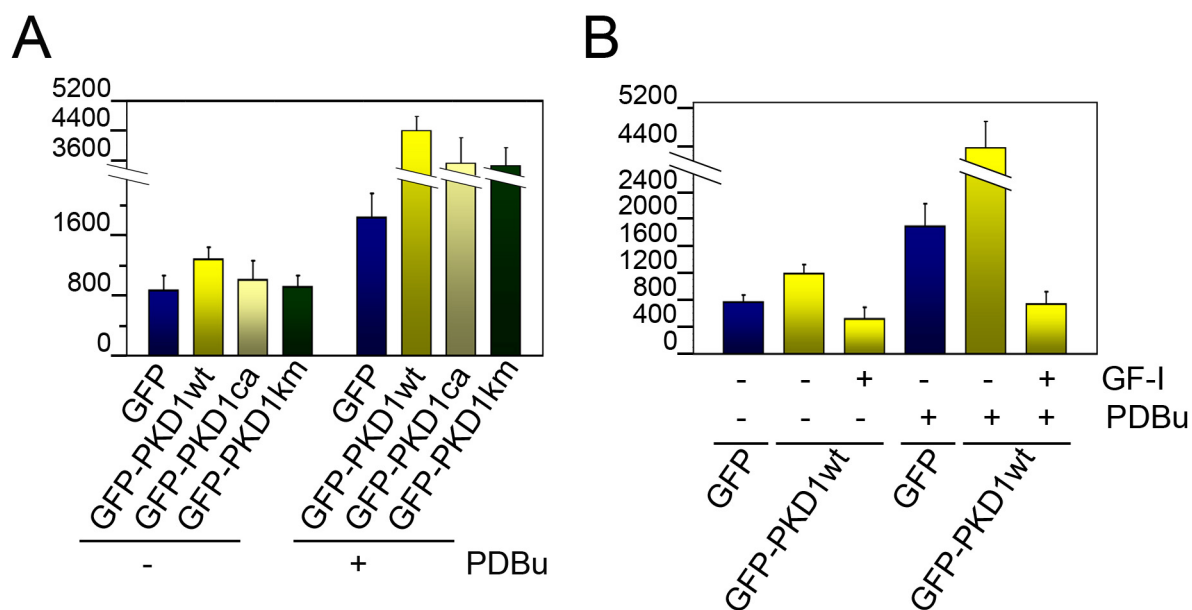 A
5200
4400
3600
1600
800
0
GFP
GFP-PKD1wt
GFP-PKD1ca
GFP-PKD1km
GFP
GFP-PKD1wt
GFP-PKD1ca
GFP-PKD1km
- + PDBu
B
5200
4400
2400
2000
1600
1200
800
400
0
- - + - - + GF-I
- - - + + + PDBu
GFP
GFP-PKD1wt
GFP
GFP-PKD1wt